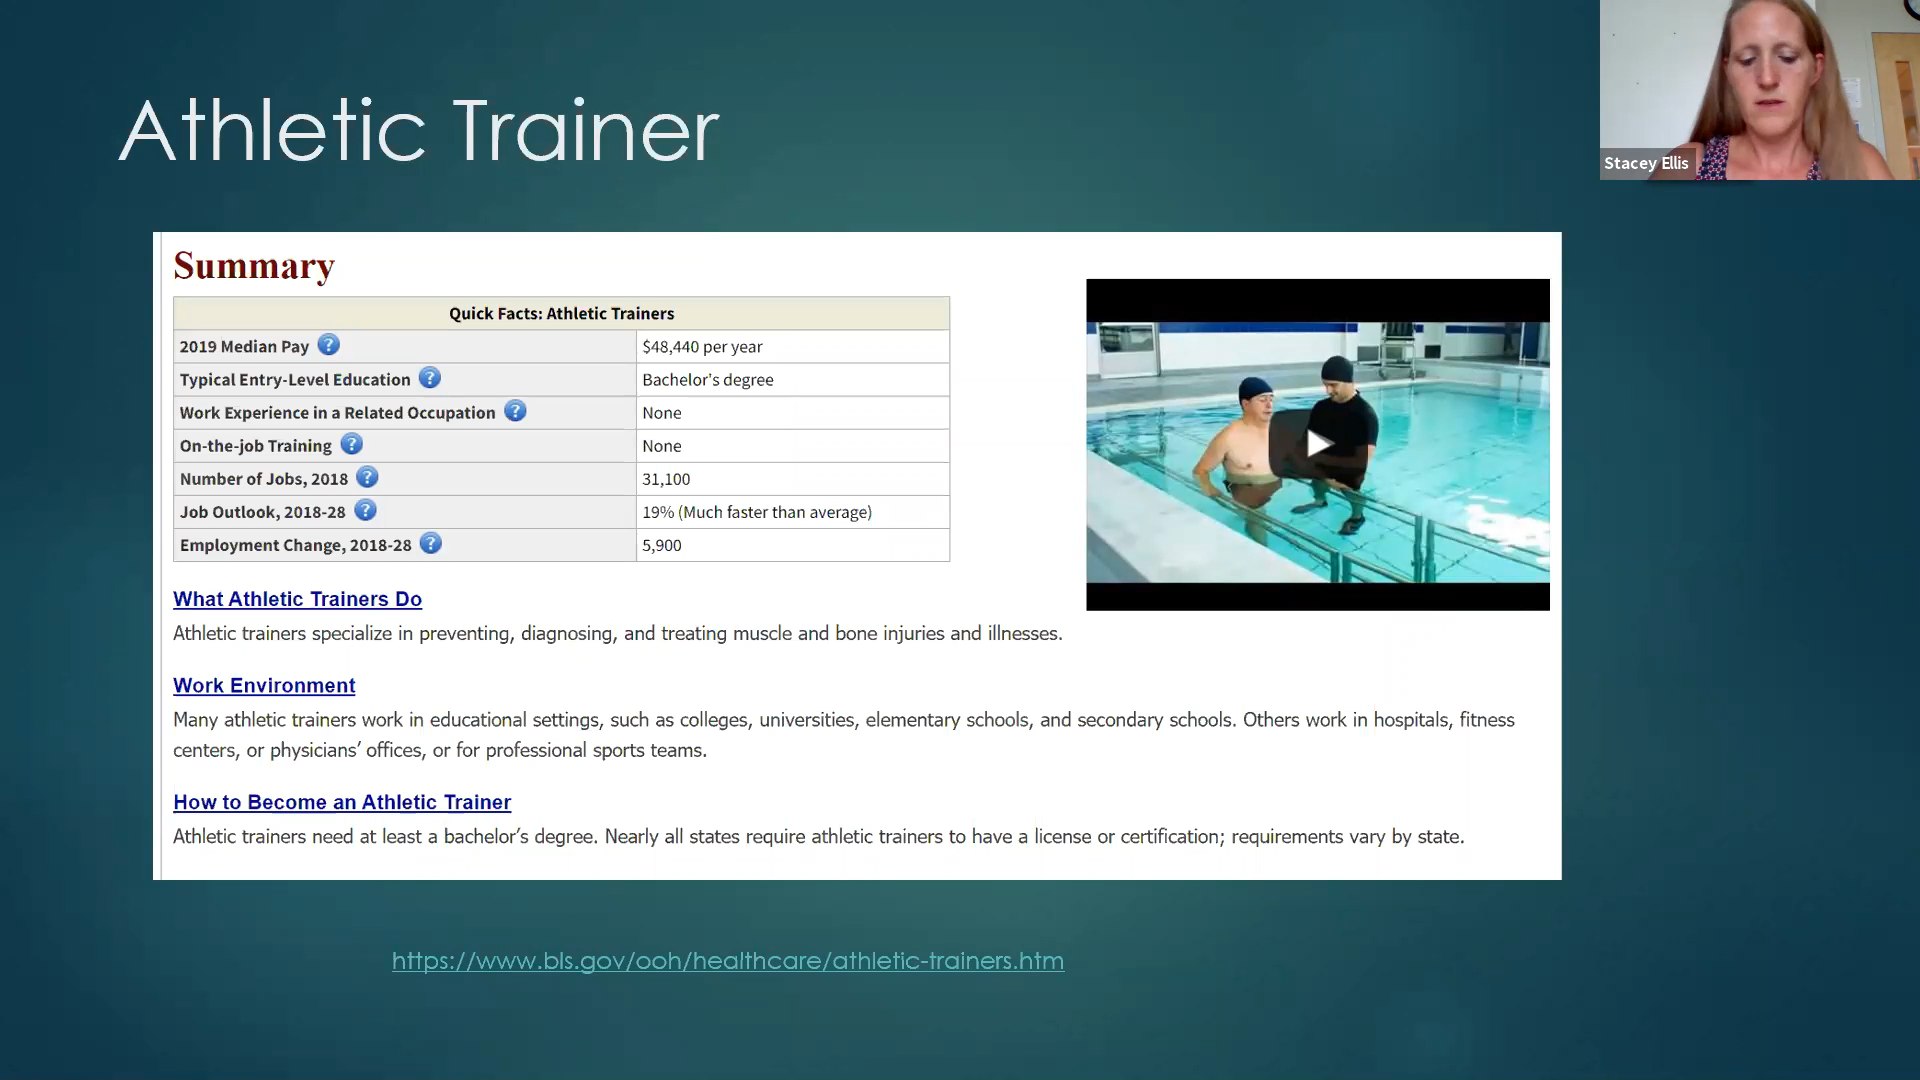 Athletic Trainer
Stacey Ellis
Summary
Quick Facts: Athletic Trainers
2019 Median Pay ? $48,440 per year
Typical Entry-Level Education ? Bachelor's degree
Work Experience in a Related Occupation ? None
On-the-job Training ? None
Number of Jobs, 2018 ? 31,100
Job Outlook, 2018-28 ? 19% (Much faster than average)
Employment Change, 2018-28 ? 5,900
What Athletic Trainers Do
Athletic trainers specialize in preventing, diagnosing, and treating muscle and bone injuries and illnesses.
Work Environment
Many athletic trainers work in educational settings, such as colleges, universities, elementary schools, and secondary schools. Others work in hospitals, fitness
centers, or physicians’ offices, or for professional sports teams.
How to Become an Athletic Trainer
Athletic trainers need at least a bachelor’s degree. Nearly all states require athletic trainers to have a license or certification; requirements vary by state.
https://www.bls.gov/ooh/healthcare/athletic-trainers.htm